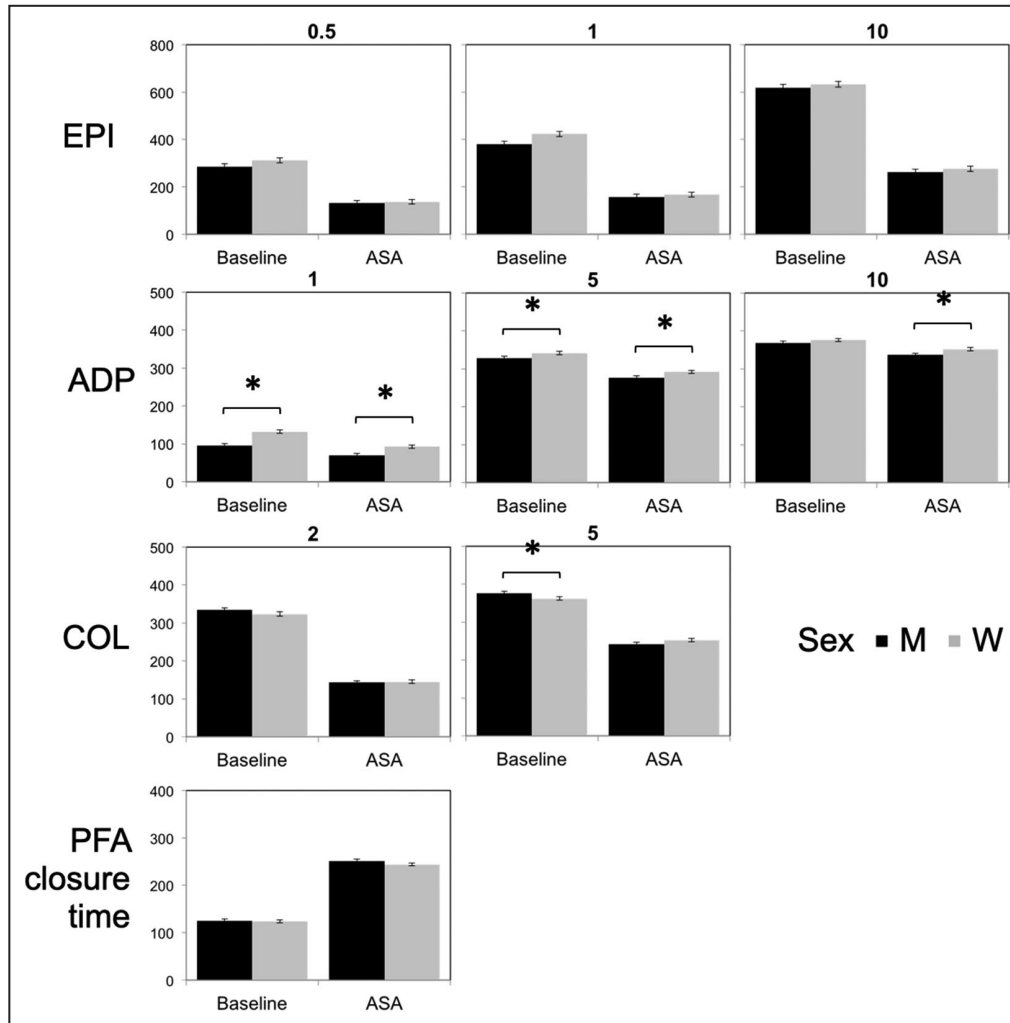 0.5 1 10
800
600
EPI
400
200
0
Baseline ASA Baseline ASA Baseline ASA
1 5 10
500
* *
400
*
ADP
300
* *
200
100
0
Baseline ASA Baseline ASA Baseline ASA
2 5
500
*
400
COL
300
Sex M W
200
100
0
Baseline ASA Baseline ASA
400
300
PFA
closure
200
time
100
0
Baseline ASA